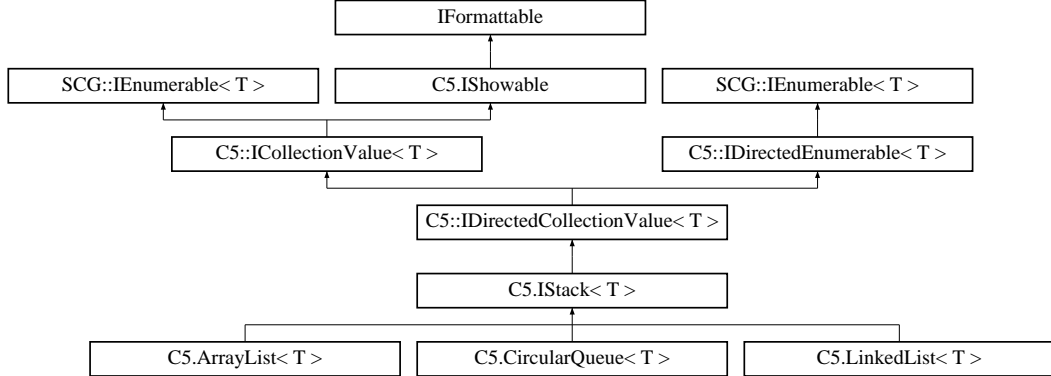 IFormattable
SCG::IEnumerable< T >
C5.IShowable
SCG::IEnumerable< T >
C5::ICollectionValue< T >
C5::IDirectedEnumerable< T >
C5::IDirectedCollectionValue< T >
C5.IStack< T >
C5.ArrayList< T >
C5.CircularQueue< T >
C5.LinkedList< T >